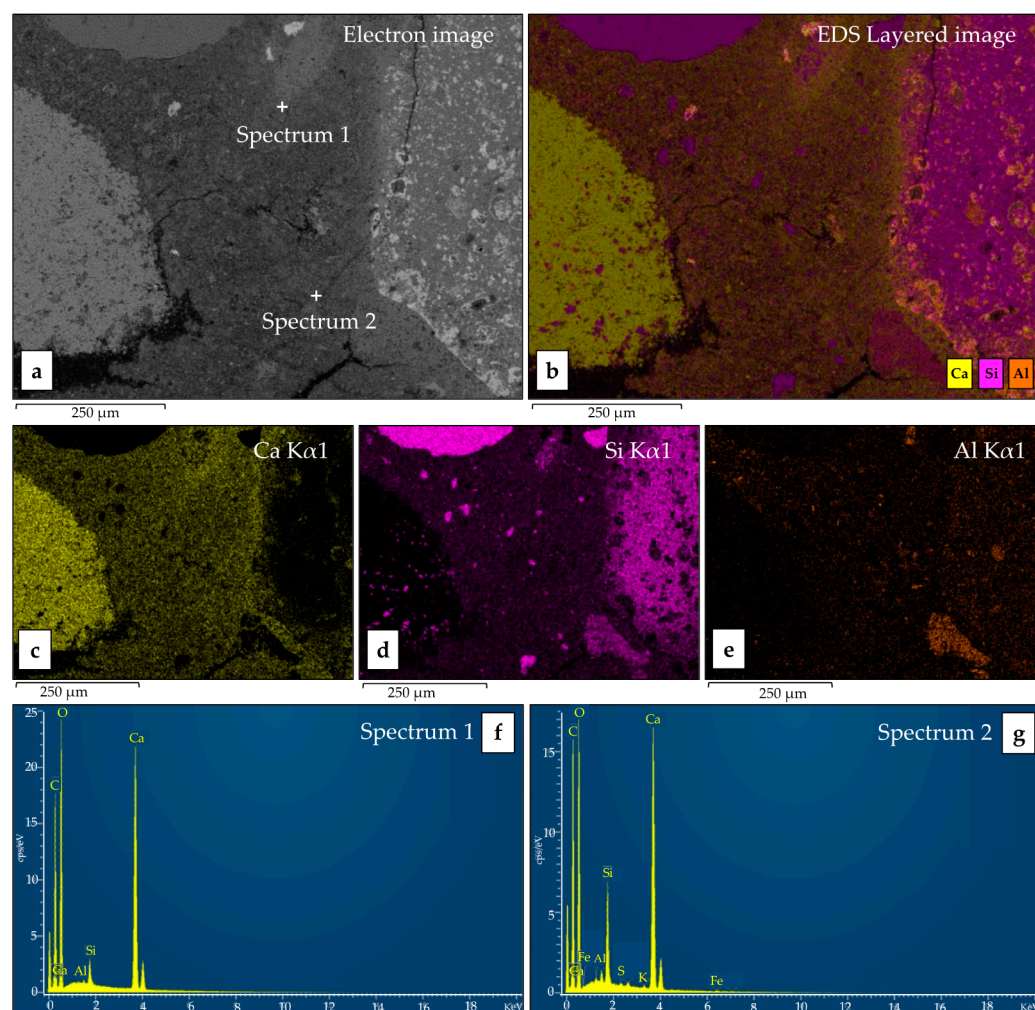 Electron image
EDS Layered image
Spectrum 1
Spectrum 2
a
b
Ca Si Al
250 µm
250 µm
Ca Kα1
Si Kα1
Al Kα1
c
d
e
250 µm
250 µm
250 µm
Spectrum 1 f
25
20
15
10
5
0
cps/eV
O
C
Ca
Ca
Al
Si
0 2 4 6 8 10 12 14 16 KeV
Spectrum 2 g
15
10
5
0
cps/eV
O
C
Ca
Si
Fe
Al
Ca
S
K
Fe
0 2 4 6 8 10 12 14 16 KeV